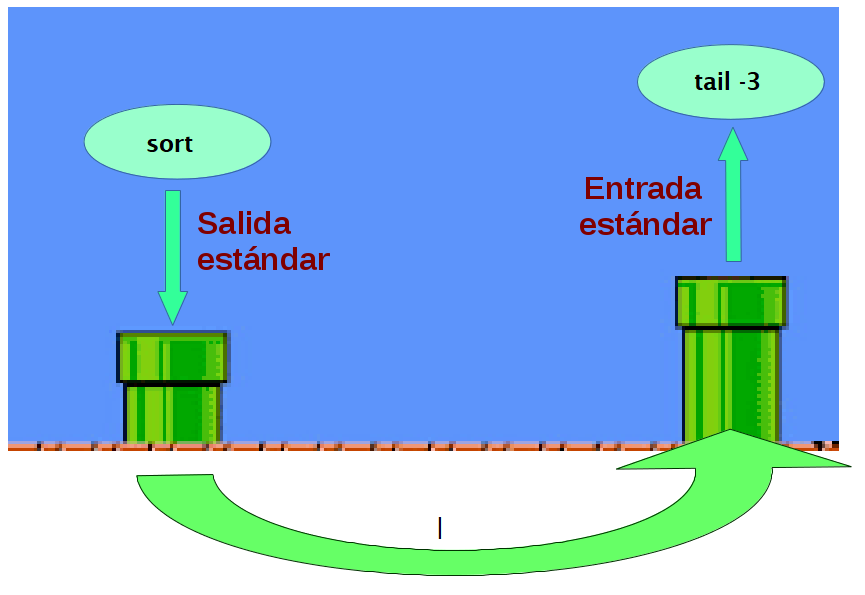 tail -3
sort
Entrada
estándar
Salida
estándar
|